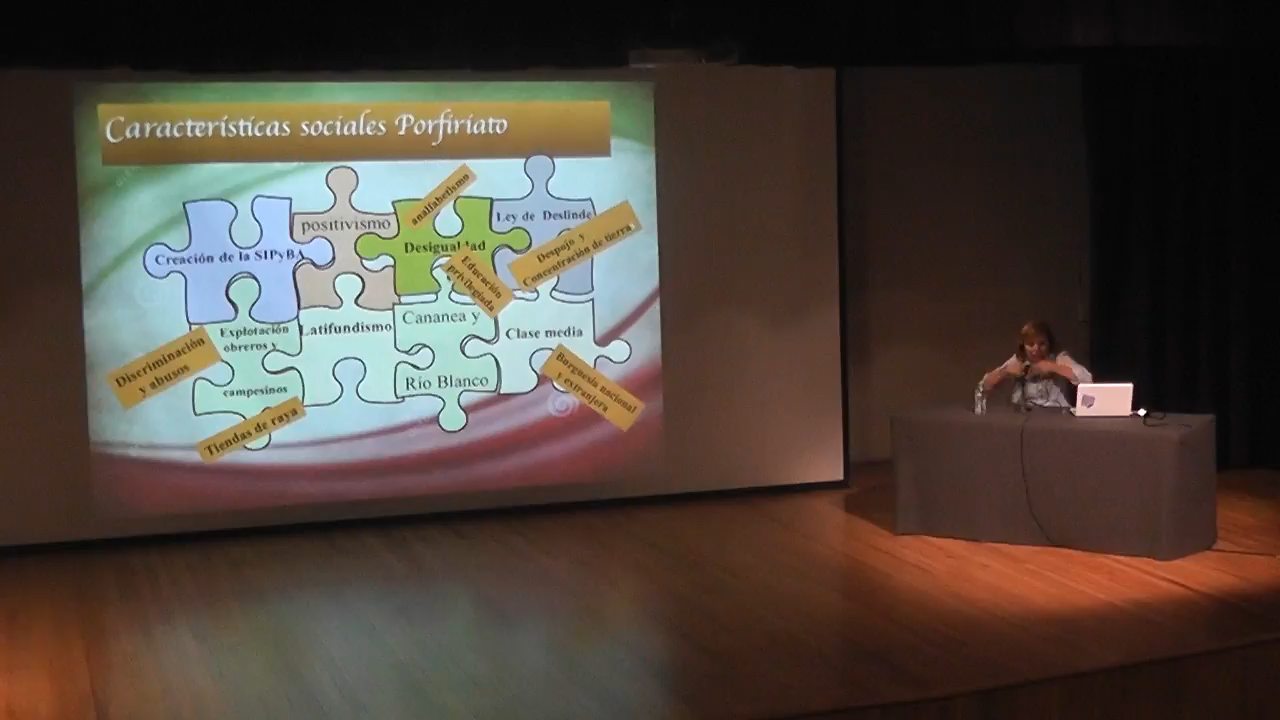 Características sociales Porfiriato
Creación de la SIPyBA
positivismo
analfabetismo
Desigualdad
Educación
privilegiada
Ley de Deslinde
Despojo y
Concentración de tierra
Explotación
obreros y
campesinos
Discriminación
y abusos
Tiendas de raya
Latifundismo
Cananea y
Río Blanco
Clase media
Burguesía nacional
y extranjera